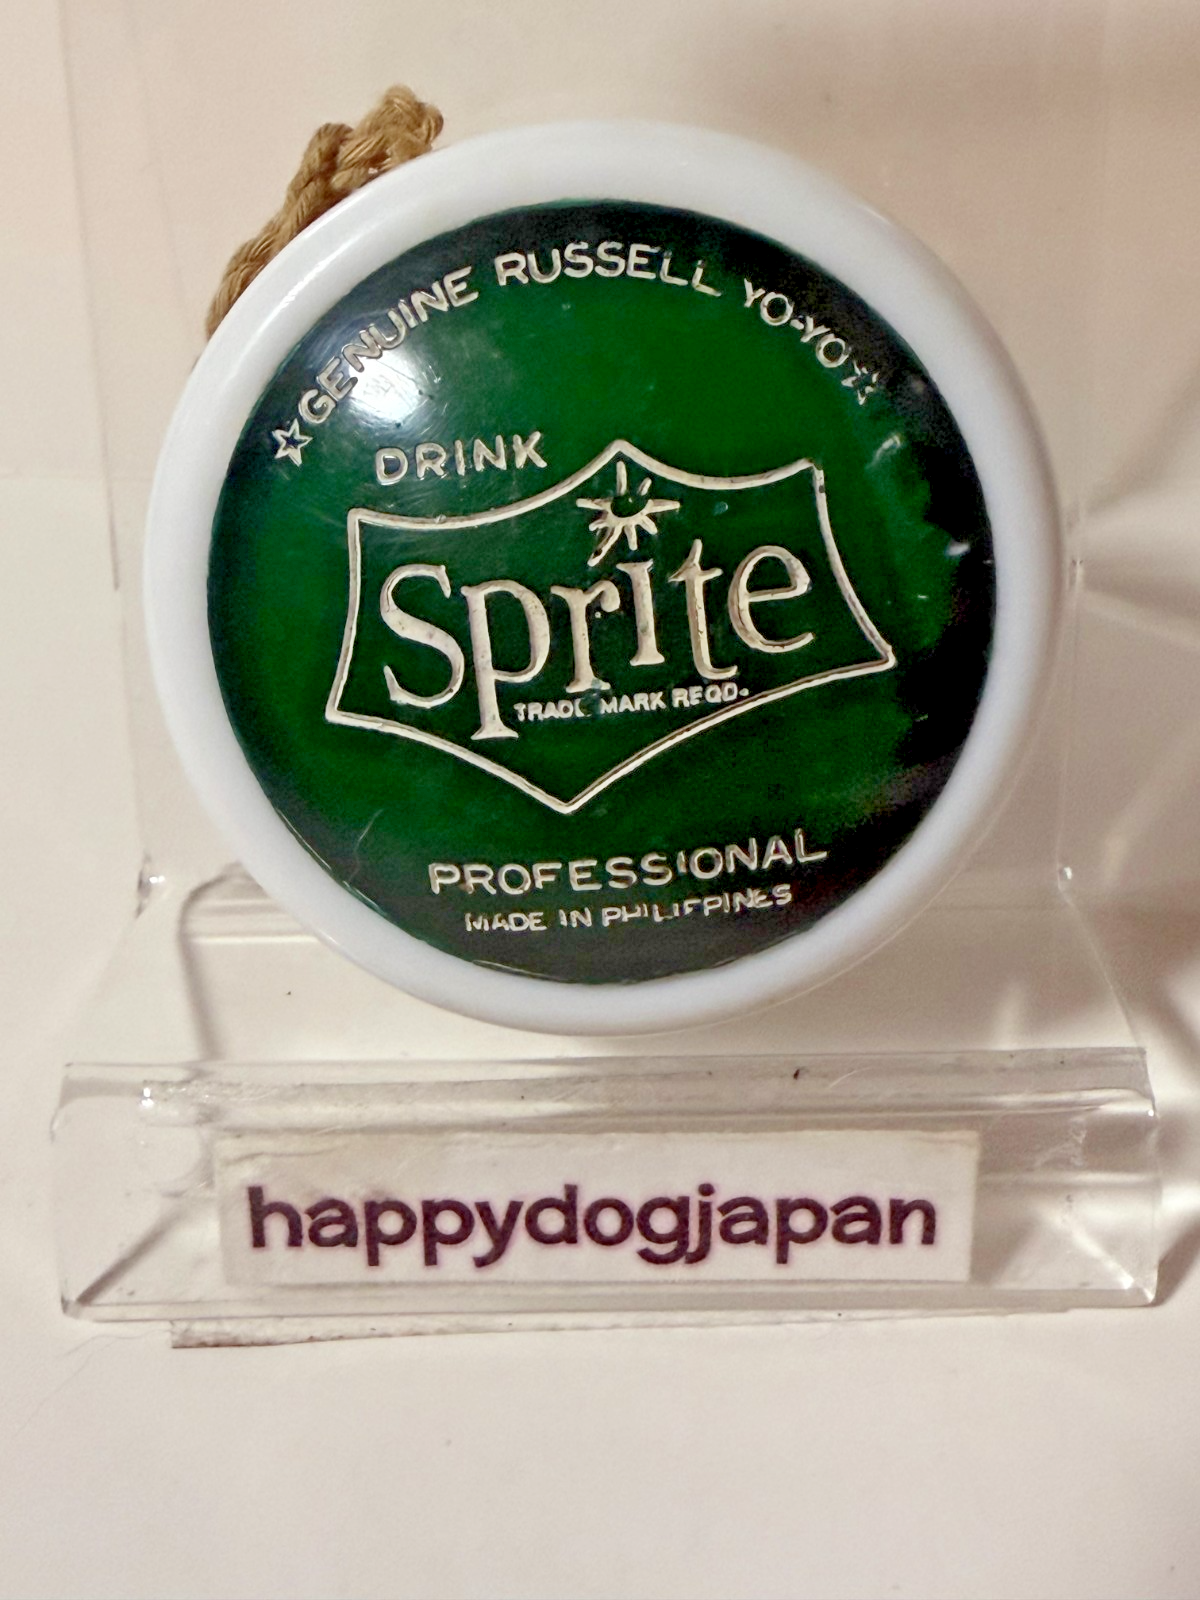 ☆GENUINE RUSSELL YO-YO☆
DRINK
Sprite
TRADE MARK REGD.
PROFESSIONAL
MADE IN PHILIPPINES
happydogjapan